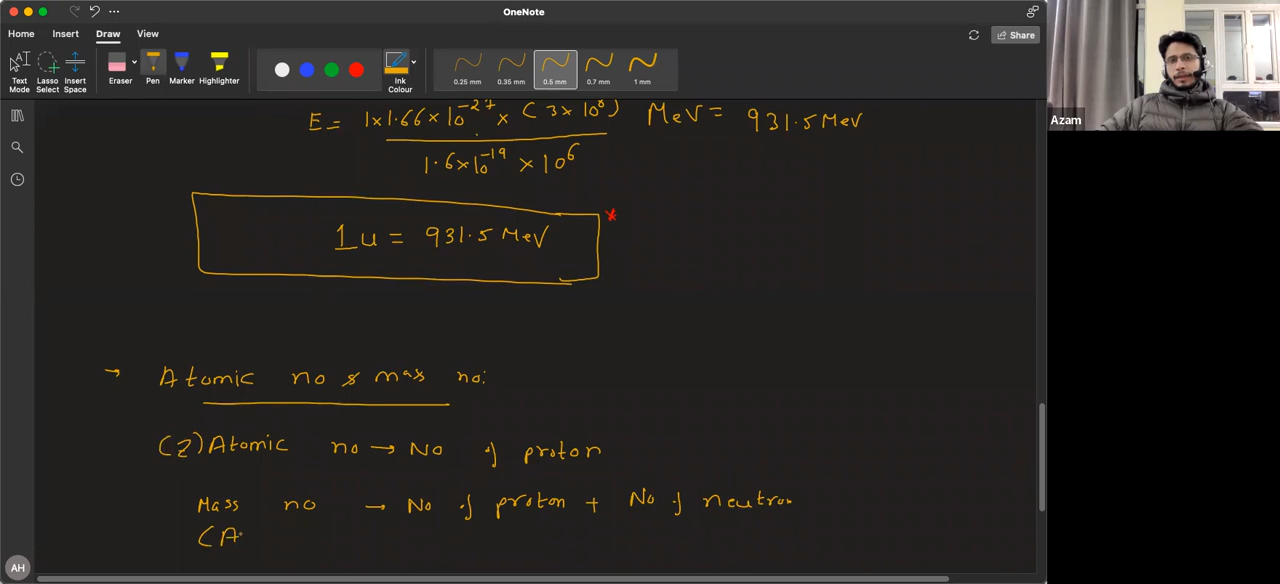 OneNote
Home Insert Draw View
Share
Text Mode
Lasso Select
Insert Space
Eraser
Pen
Marker
Highlighter
Ink Colour
0.25 mm 0.35 mm 0.5 mm 0.7 mm 1 mm
Azam
E = 1 × 1.66 × 10⁻²⁷ × (3 × 10⁸) MeV = 931.5 MeV
1.6 × 10⁻¹⁹ × 10⁶
1u = 931.5 MeV *
→ Atomic no & mass no:
(Z) Atomic no → No of proton
Mass no → No of proton + No of neutron
(A
AH